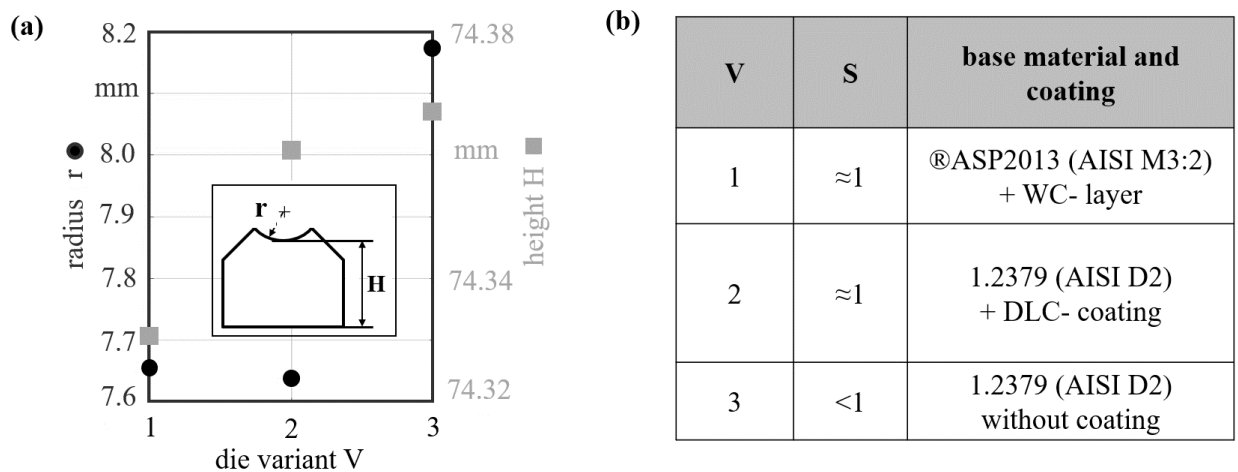 (a)
8.2
mm
8.0
7.9
7.8
7.7
7.6
radius r
74.38
mm
74.34
74.32
height H
r
H
1 2 3
die variant V
(b)
V S base material and
coating
1 ≈1 ®ASP2013 (AISI M3:2)
+ WC- layer
2 ≈1 1.2379 (AISI D2)
+ DLC- coating
3 <1 1.2379 (AISI D2)
without coating